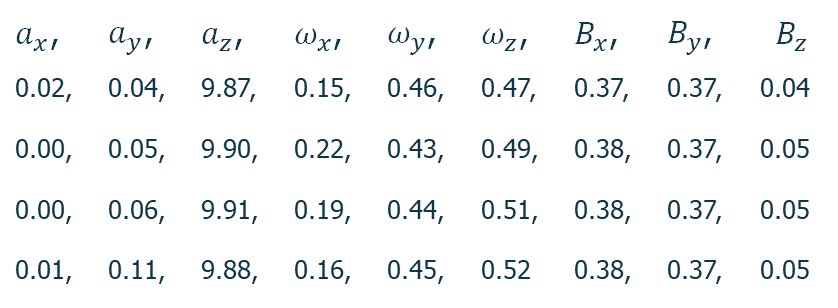 aₓ, a_y, a_z, ωₓ, ω_y, ω_z, Bₓ, B_y, B_z
0.02, 0.04, 9.87, 0.15, 0.46, 0.47, 0.37, 0.37, 0.04
0.00, 0.05, 9.90, 0.22, 0.43, 0.49, 0.38, 0.37, 0.05
0.00, 0.06, 9.91, 0.19, 0.44, 0.51, 0.38, 0.37, 0.05
0.01, 0.11, 9.88, 0.16, 0.45, 0.52 0.38, 0.37, 0.05